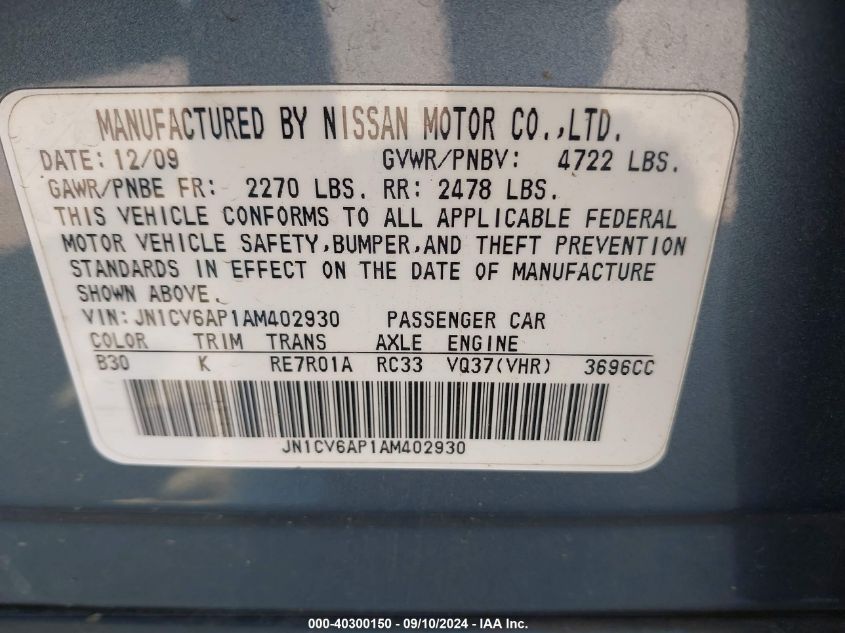 MANUFACTURED BY NISSAN MOTOR CO.,LTD.
DATE: 12/09 GVWR/PNBV: 4722 LBS.
GAWR/PNBE FR: 2270 LBS. RR: 2478 LBS.
THIS VEHICLE CONFORMS TO ALL APPLICABLE FEDERAL
MOTOR VEHICLE SAFETY,BUMPER,AND THEFT PREVENTION
STANDARDS IN EFFECT ON THE DATE OF MANUFACTURE
SHOWN ABOVE.
VIN: JN1CV6AP1AM402930 PASSENGER CAR
COLOR TRIM TRANS AXLE ENGINE
B30 K RE7R01A RC33 VQ37(VHR) 3696CC
JN1CV6AP1AM402930
000-40300150 - 09/10/2024 - IAA Inc.